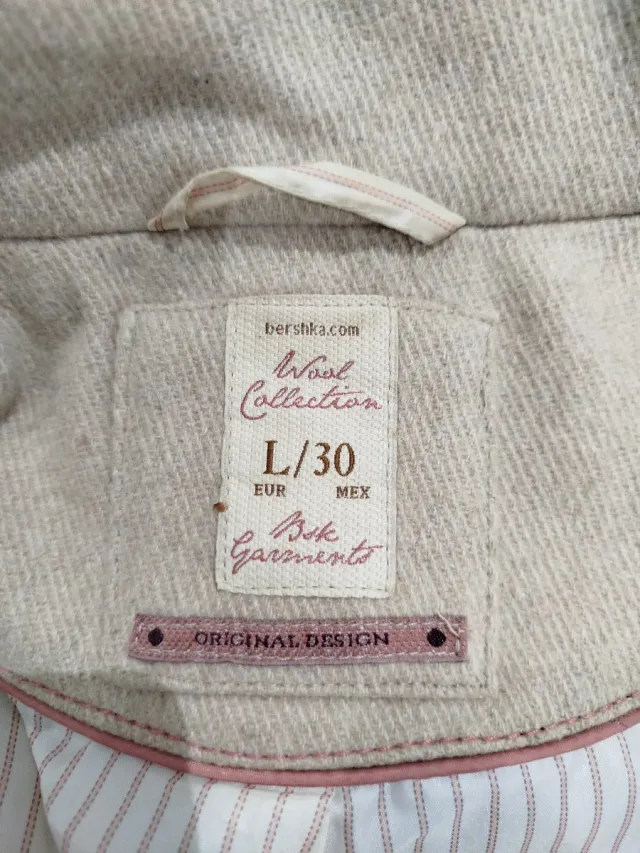 bershka.com
Wool
Collection
L/30
EUR MEX
Bsk
Garments
ORIGINAL DESIGN